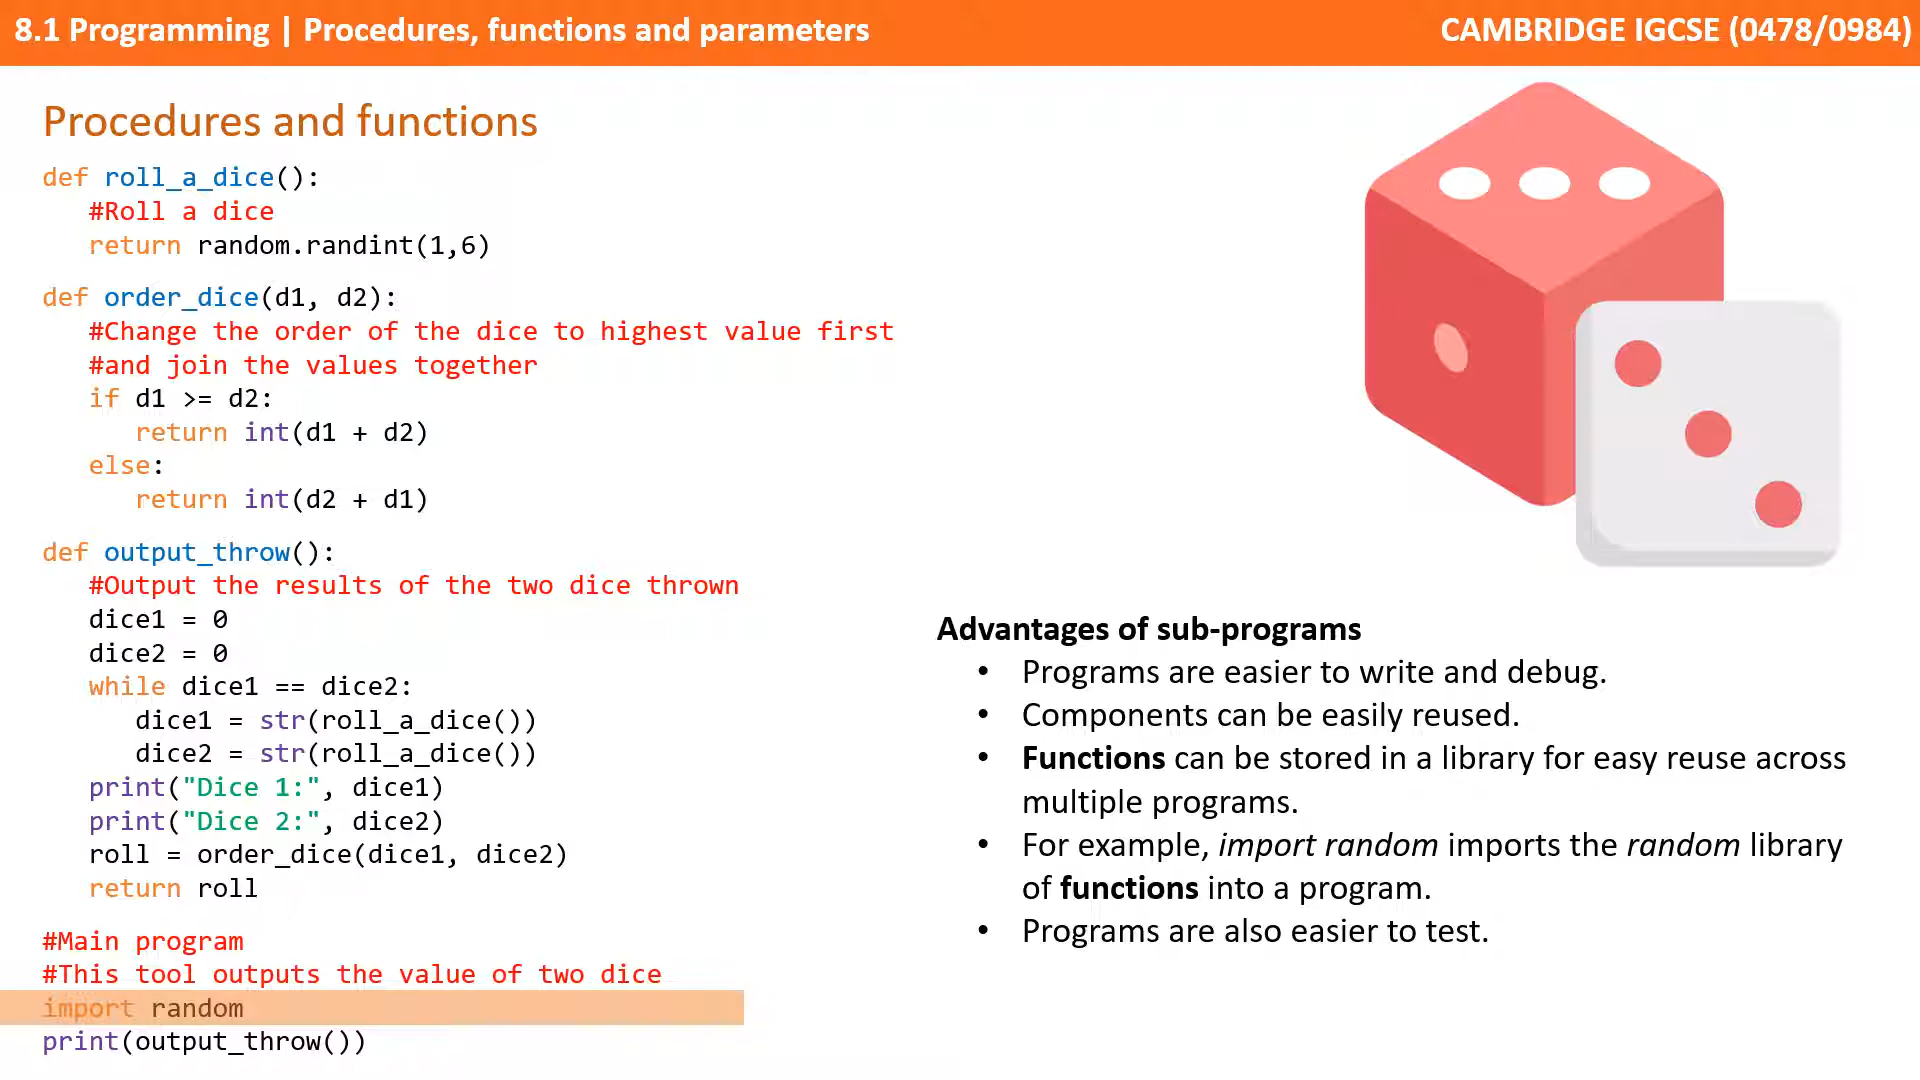 8.1 Programming | Procedures, functions and parameters
CAMBRIDGE IGCSE (0478/0984)
Procedures and functions
def roll_a_dice():
   #Roll a dice
   return random.randint(1,6)
def order_dice(d1, d2):
   #Change the order of the dice to highest value first
   #and join the values together
   if d1 >= d2:
      return int(d1 + d2)
   else:
      return int(d2 + d1)
def output_throw():
   #Output the results of the two dice thrown
   dice1 = 0
   dice2 = 0
   while dice1 == dice2:
      dice1 = str(roll_a_dice())
      dice2 = str(roll_a_dice())
   print("Dice 1:", dice1)
   print("Dice 2:", dice2)
   roll = order_dice(dice1, dice2)
   return roll
#Main program
#This tool outputs the value of two dice
import random
print(output_throw())
Advantages of sub-programs
• Programs are easier to write and debug.
• Components can be easily reused.
• Functions can be stored in a library for easy reuse across
multiple programs.
• For example, import random imports the random library
of functions into a program.
• Programs are also easier to test.